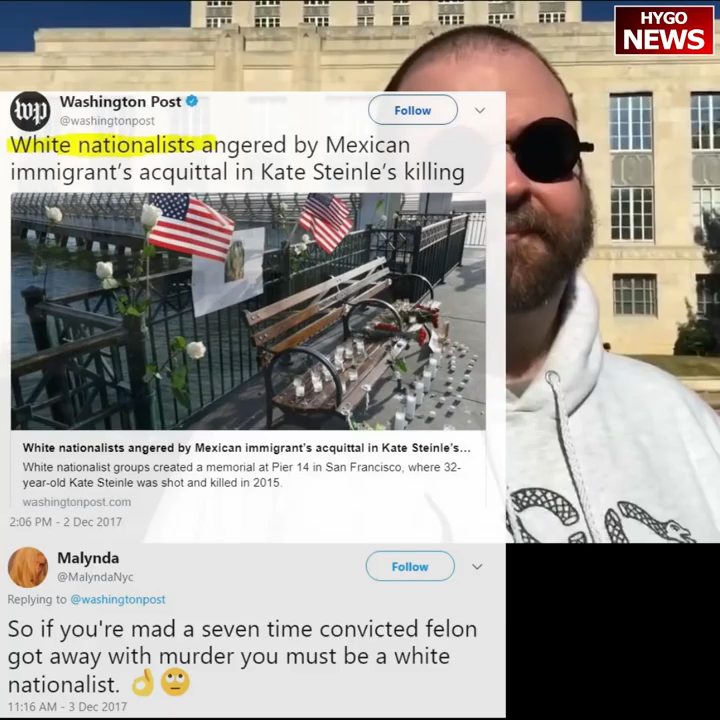 HYGO
NEWS
wp
Washington Post
@washingtonpost
Follow
White nationalists angered by Mexican
immigrant's acquittal in Kate Steinle's killing
White nationalists angered by Mexican immigrant's acquittal in Kate Steinle's...
White nationalist groups created a memorial at Pier 14 in San Francisco, where 32-
year-old Kate Steinle was shot and killed in 2015.
washingtonpost.com
2:06 PM - 2 Dec 2017
Malynda
@MalyndaNyc
Follow
Replying to @washingtonpost
So if you're mad a seven time convicted felon
got away with murder you must be a white
nationalist. 👌🙄
11:16 AM - 3 Dec 2017